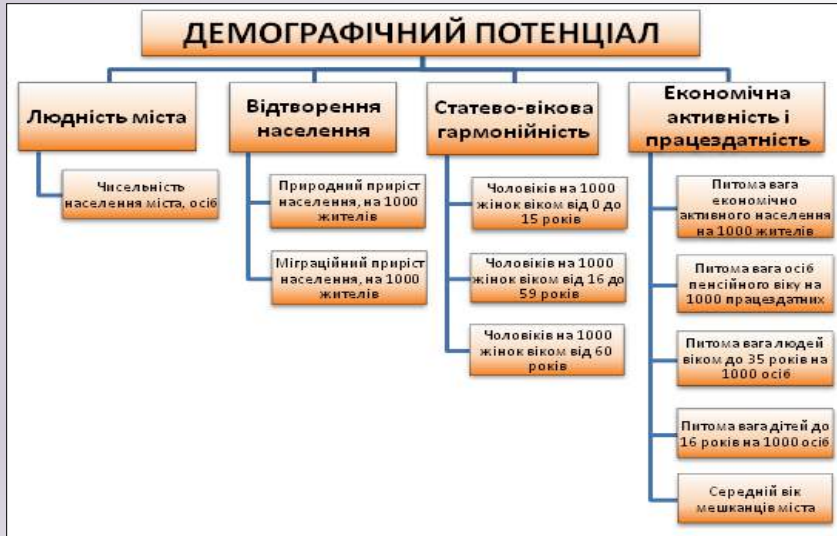 ДЕМОГРАФІЧНИЙ ПОТЕНЦІАЛ
Людність міста
Чисельність
населення міста, осіб
Відтворення
населення
Природний приріст
населення, на 1000
жителів
Міграційний приріст
населення, на 1000
жителів
Статево-вікова
гармонійність
Чоловіків на 1000
жінок віком від 0 до
15 років
Чоловіків на 1000
жінок віком від 16 до
59 років
Чоловіків на 1000
жінок віком від 60
років
Економічна
активність і
працездатність
Питома вага
економічно
активного населення
на 1000 жителів
Питома вага осіб
пенсійного віку на
1000 працездатних
Питома вага людей
віком до 35 років на
1000 осіб
Питома вага дітей до
16 років на 1000 осіб
Середній вік
мешканців міста